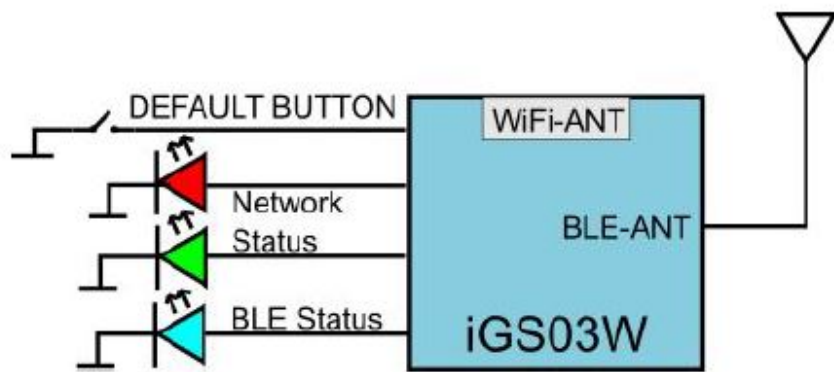 DEFAULT BUTTON
WiFi-ANT
Network
Status
BLE-ANT
BLE Status
iGS03W